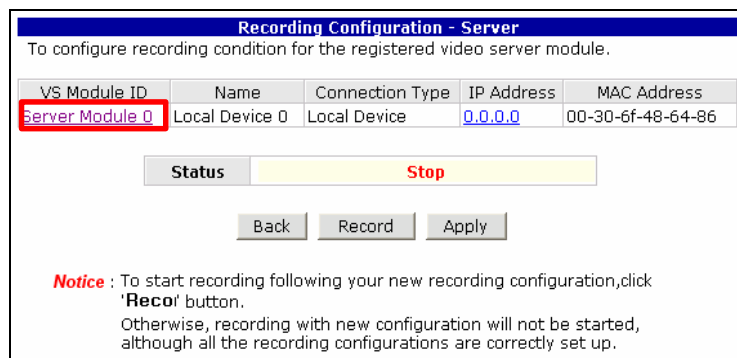 Recording Configuration - Server
To configure recording condition for the registered video server module.
VS Module ID Name Connection Type IP Address MAC Address
Server Module 0 Local Device 0 Local Device 0.0.0.0 00-30-6f-48-64-86
Status Stop
Back Record Apply
Notice : To start recording following your new recording configuration,click
'Recor' button.
Otherwise, recording with new configuration will not be started,
although all the recording configurations are correctly set up.